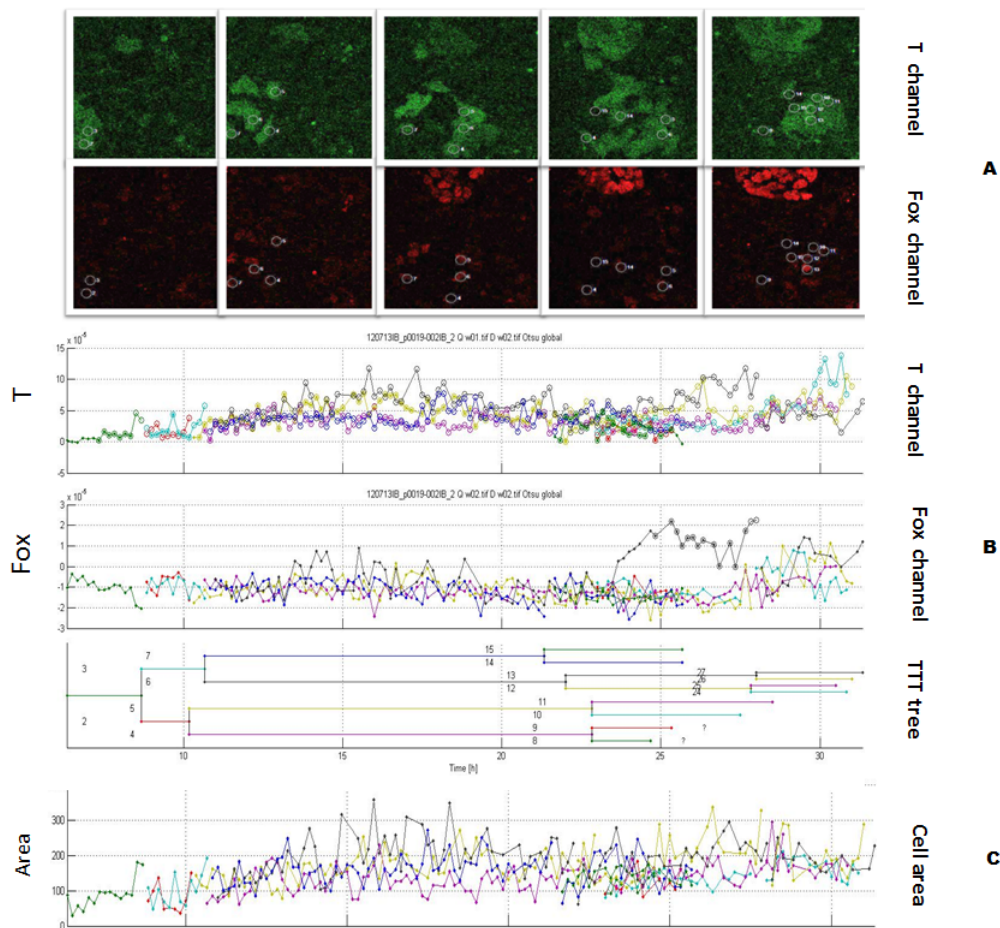 T channel
A
Fox channel
120713IB_p0019-002IB_2 Q w01.tif D w02.tif Otsu global
x 10
15
10
5
0
-5
T
T channel
120713IB_p0019-002IB_2 Q w02.tif D w02.tif Otsu global
3
2
1
0
-1
-2
-3
Fox
Fox channel
B
15
7
14
3
27
13
6
26
12
25
24
5
11
2
10
9 ?
4
8 ?
10 15 20 25 30
Time [h]
TTT tree
300
200
100
0
Area
Cell area
C